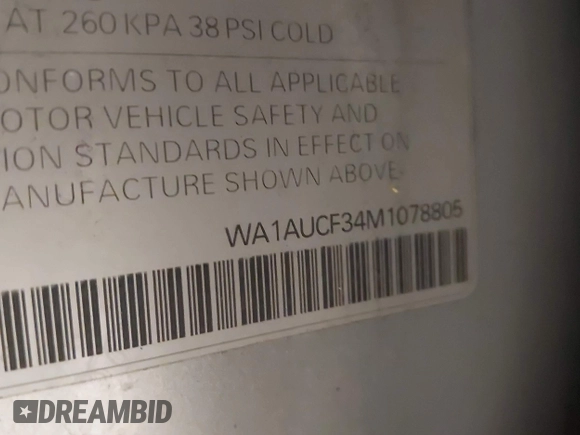 AT 260 KPA 38 PSI COLD
ONFORMS TO ALL APPLICABLE
OTOR VEHICLE SAFETY AND
ION STANDARDS IN EFFECT ON
ANUFACTURE SHOWN ABOVE
WA1AUCF34M1078805
DREAMBID